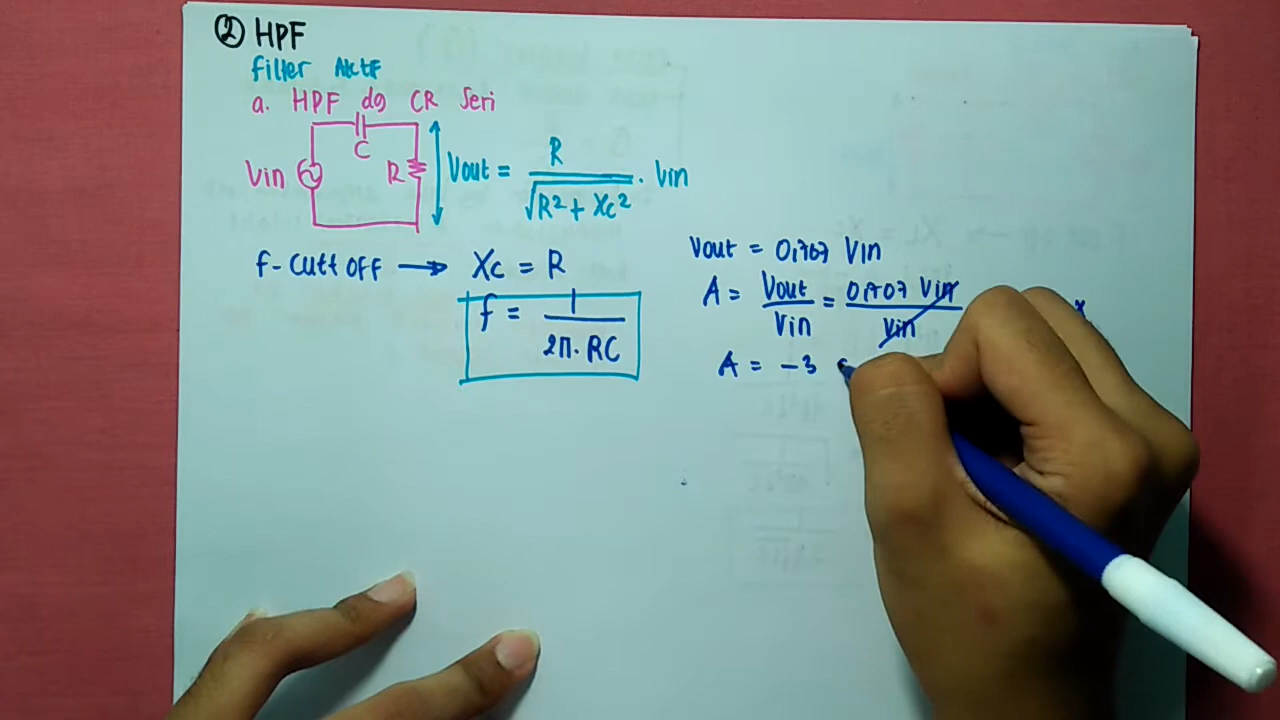 ② HPF
Filter Aktif
a. HPF dg CR Seri
C
Vin R Vout = R / √R² + Xc² . Vin
f-Cutt OFF → Xc = R
f = 1 / 2π. RC
Vout = 0,707 Vin
A = Vout / Vin = 0,707 Vin / Vin
A = -3